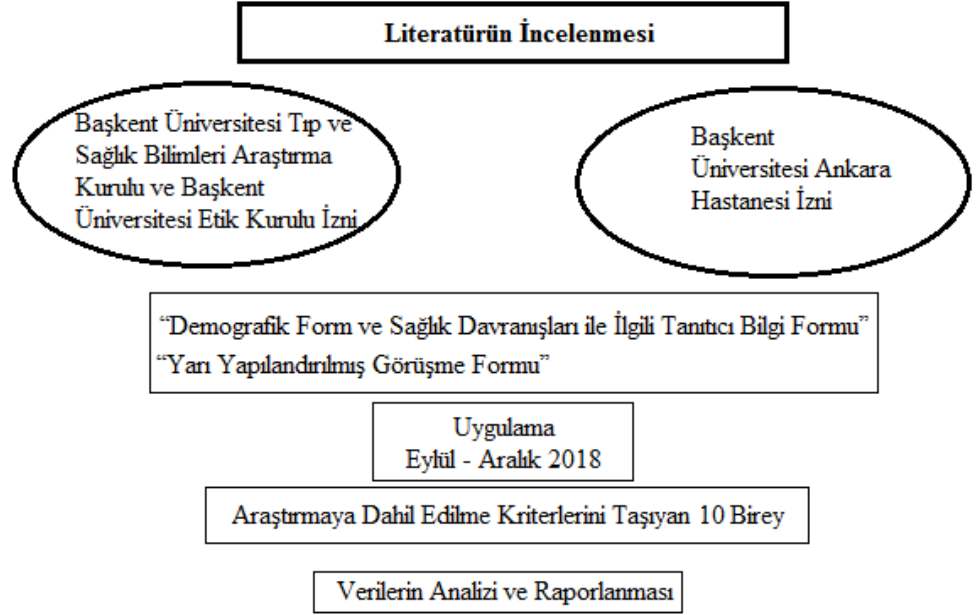 Literatürün İncelenmesi
Başkent Üniversitesi Tıp ve
Sağlık Bilimleri Araştırma
Kurulu ve Başkent
Üniversitesi Etik Kurulu İzni
Başkent
Üniversitesi Ankara
Hastanesi İzni
“Demografik Form ve Sağlık Davranışları ile İlgili Tanıtıcı Bilgi Formu”
“Yarı Yapılandırılmış Görüşme Formu”
Uygulama
Eylül - Aralık 2018
Araştırmaya Dahil Edilme Kriterlerini Taşıyan 10 Birey
Verilerin Analizi ve Raporlanması